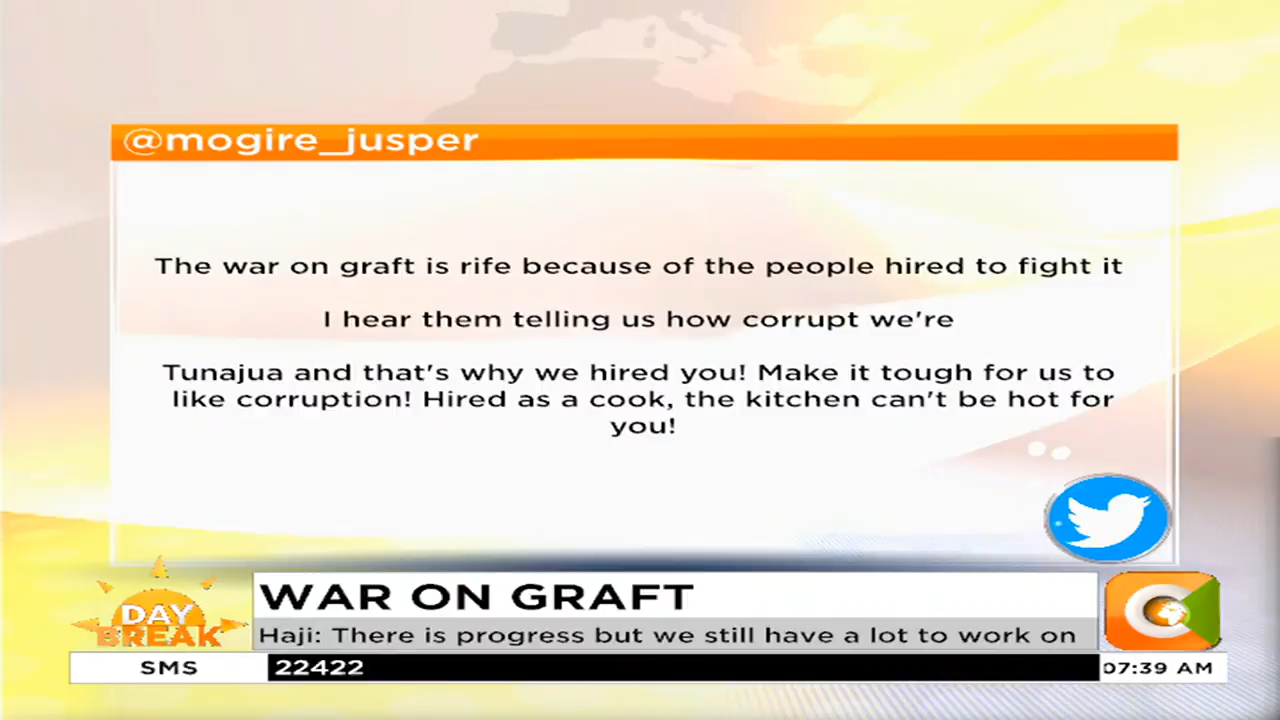 @mogire_jusper
The war on graft is rife because of the people hired to fight it
I hear them telling us how corrupt we're
Tunajua and that's why we hired you! Make it tough for us to
like corruption! Hired as a cook, the kitchen can't be hot for
you!
DAY
BREAK
WAR ON GRAFT
Haji: There is progress but we still have a lot to work on
SMS
22422
07:39 AM